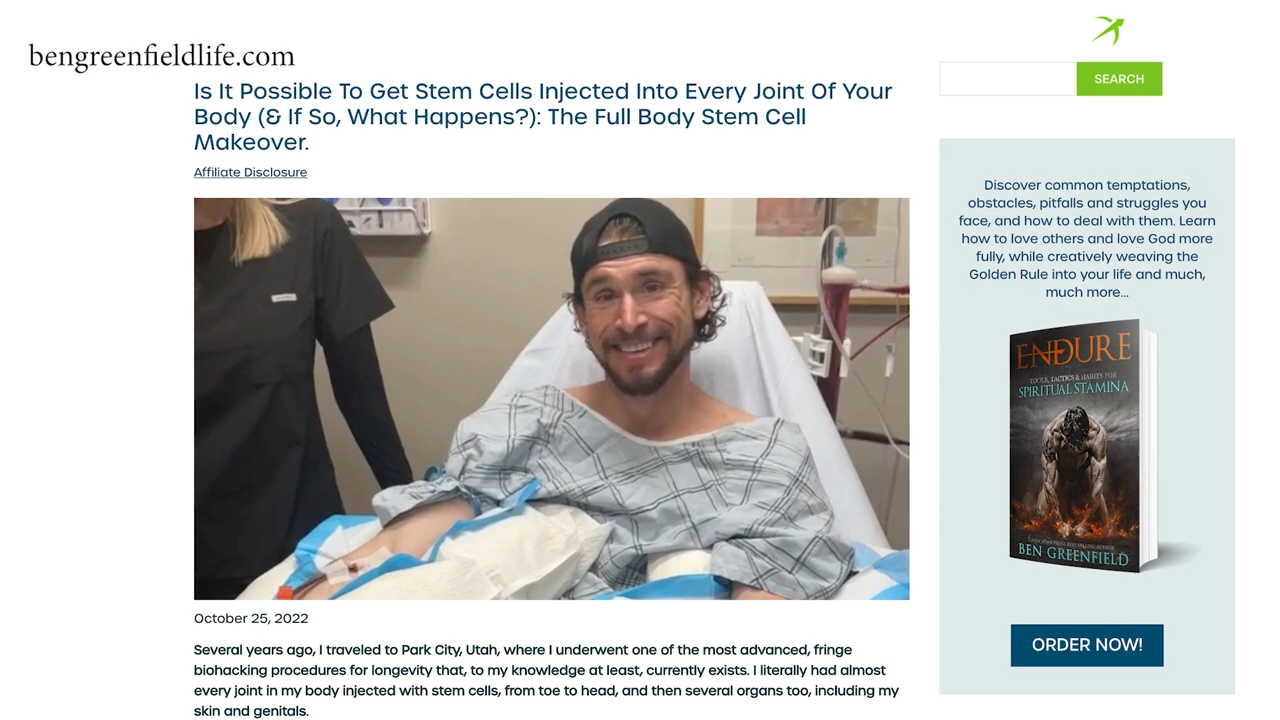 bengreenfieldlife.com
Is It Possible To Get Stem Cells Injected Into Every Joint Of Your
Body (& If So, What Happens?): The Full Body Stem Cell
Makeover.
Affiliate Disclosure
October 25, 2022
Several years ago, I traveled to Park City, Utah, where I underwent one of the most advanced, fringe
biohacking procedures for longevity that, to my knowledge at least, currently exists. I literally had almost
every joint in my body injected with stem cells, from toe to head, and then several organs too, including my
skin and genitals.
SEARCH
Discover common temptations,
obstacles, pitfalls and struggles you
face, and how to deal with them. Learn
how to love others and love God more
fully, while creatively weaving the
Golden Rule into your life and much,
much more...
ENDURE
TOOLS, TACTICS & HABITS FOR
SPIRITUAL STAMINA
BEN GREENFIELD
ORDER NOW!